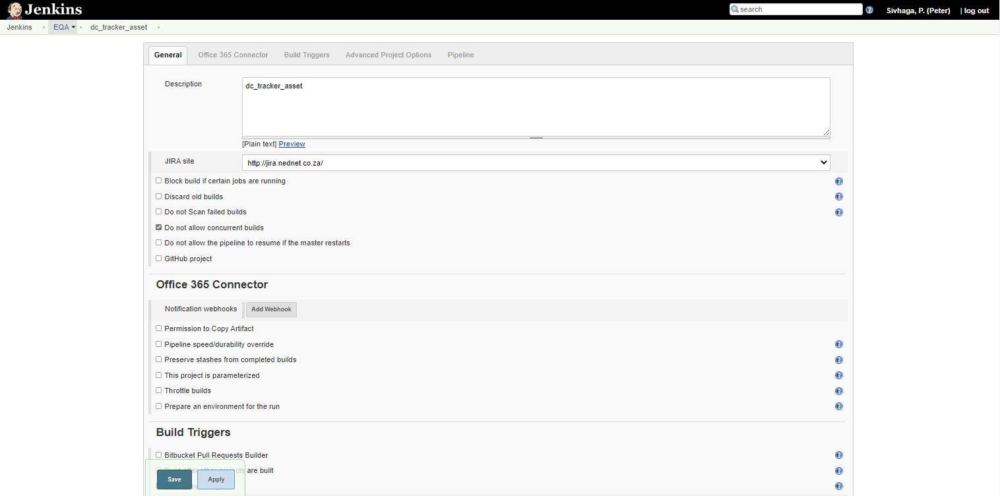 Jenkins
search
Sivhaga, P. (Peter) | log out
Jenkins EQA dc_tracker_asset
General Office 365 Connector Build Triggers Advanced Project Options Pipeline
Description
dc_tracker_asset
[Plain text] Preview
JIRA site
http://jira.nednet.co.za/
Block build if certain jobs are running
Discard old builds
Do not Scan failed builds
Do not allow concurrent builds
Do not allow the pipeline to resume if the master restarts
GitHub project
Office 365 Connector
Notification webhooks
Add Webhook
Permission to Copy Artifact
Pipeline speed/durability override
Preserve stashes from completed builds
This project is parameterized
Throttle builds
Prepare an environment for the run
Build Triggers
Bitbucket Pull Requests Builder
Build after other projects are built
Save Apply